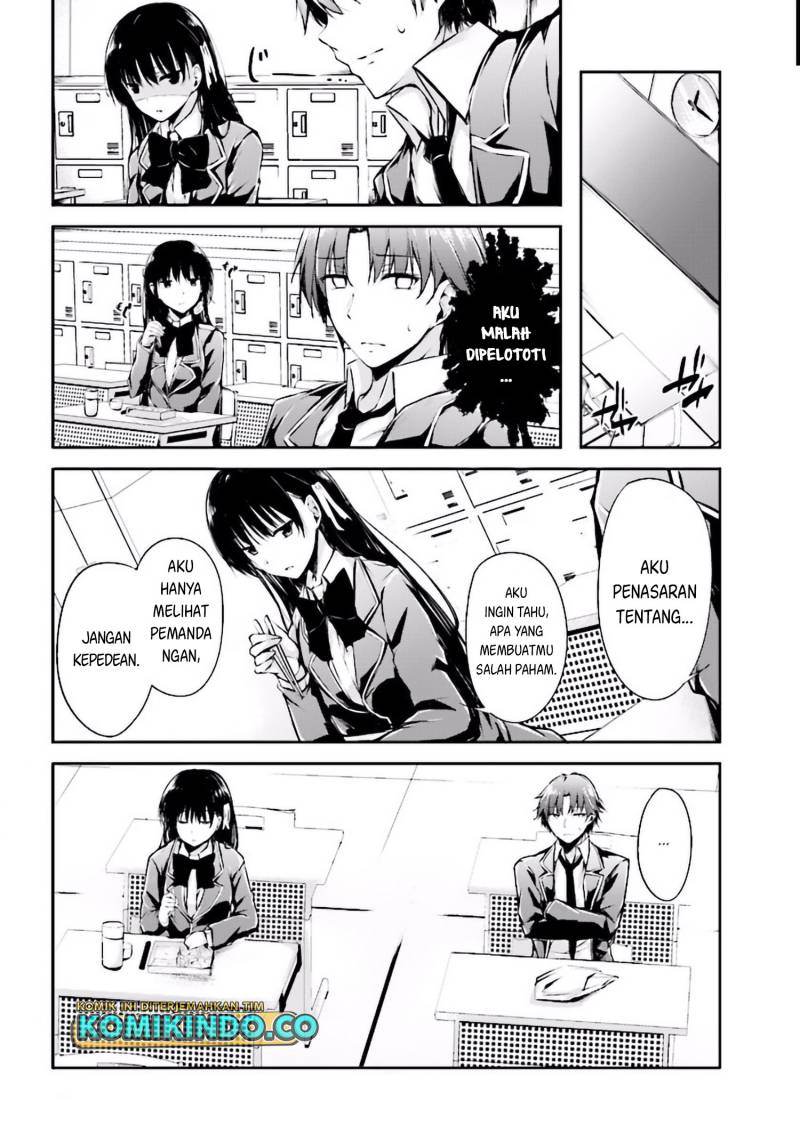 AKU
MALAH
DIPELOTOTI
...
AKU
PENASARAN
TENTANG...
AKU
INGIN TAHU,
APA YANG
MEMBUATMU
SALAH PAHAM.
AKU
HANYA
MELIHAT
PEMANDA
NGAN,
JANGAN
KEPEDEAN.
...
KOMIK INI DITERJEMAHKAN TIM
KOMIKINDO.CO